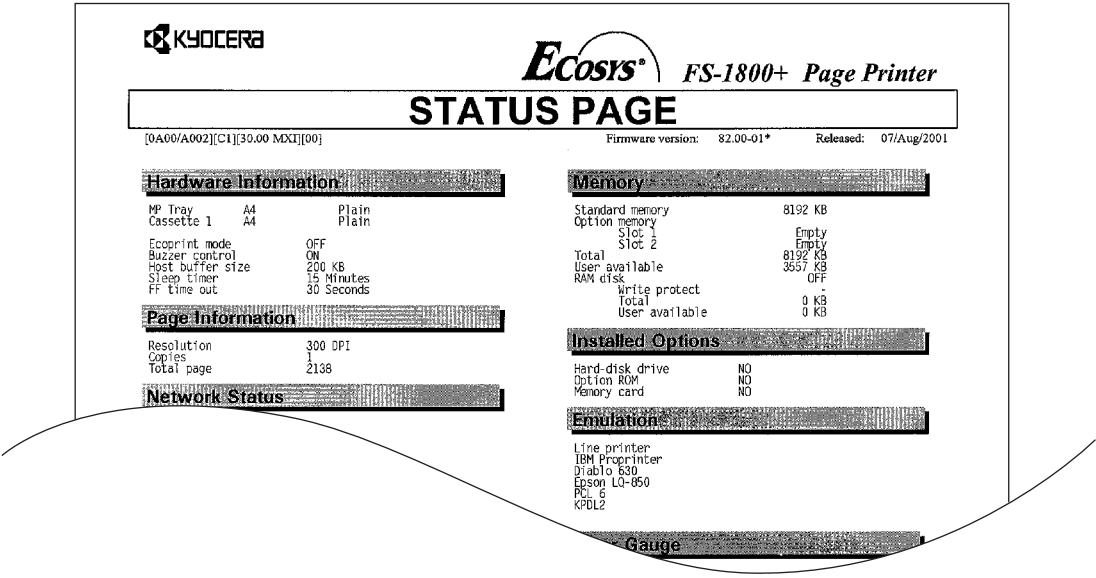 KYOCERA
Ecosys® FS-1800+ Page Printer
STATUS PAGE
[0A00/A002][C1][30.00 MXI][00] Firmware version: 82.00-01* Released: 07/Aug/2001
Hardware Information
MP Tray A4 Plain
Cassette 1 A4 Plain
Ecoprint mode OFF
Buzzer control ON
Host buffer size 200 KB
Sleep timer 15 Minutes
FF time out 30 Seconds
Page Information
Resolution 300 DPI
Copies 1
Total page 2138
Network Status
Memory
Standard memory 8192 KB
Option memory
Slot 1 Empty
Slot 2 Empty
Total 8192 KB
User available 3557 KB
RAM disk OFF
Write protect -
Total 0 KB
User available 0 KB
Installed Options
Hard-disk drive NO
Option ROM NO
Memory card NO
Emulation
Line printer
IBM Proprinter
Diablo 630
Epson LQ-850
PCL 6
KPDL2
Gauge